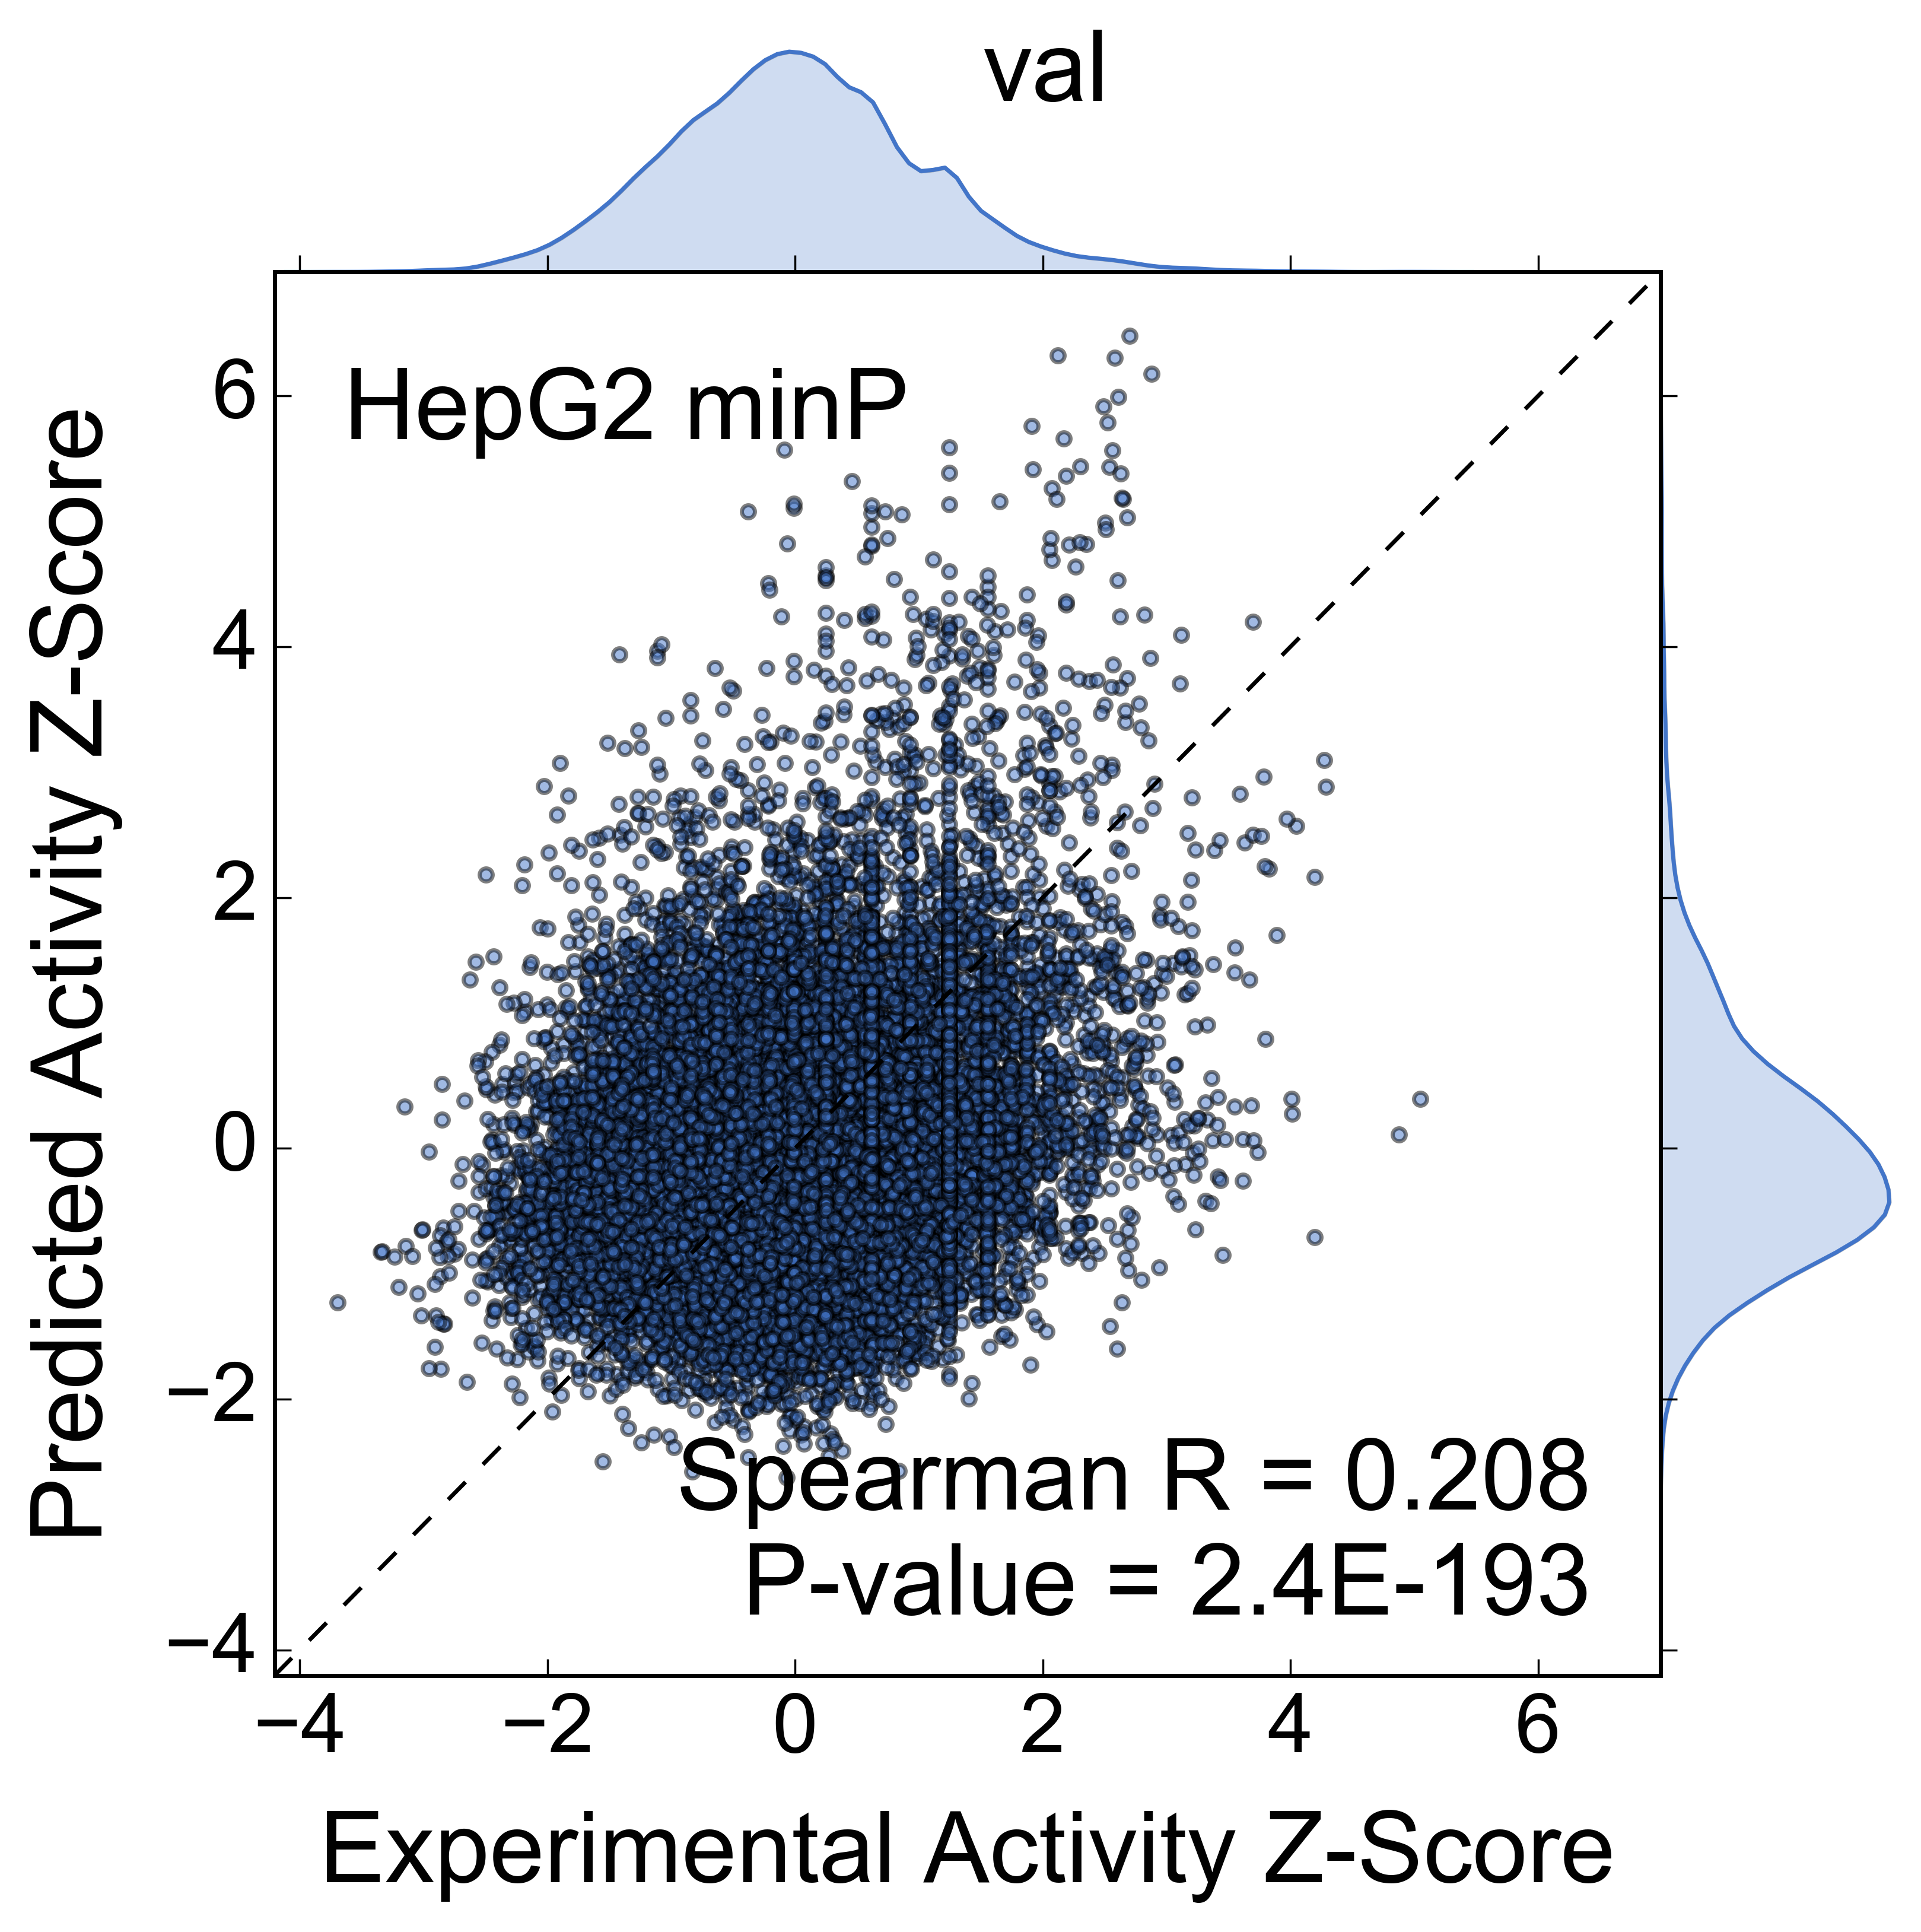 val
HepG2 minP
Predicted Activity Z-Score
6
4
2
0
−2
−4
Spearman R = 0.208
P-value = 2.4E-193
−4 −2 0 2 4 6
Experimental Activity Z-Score